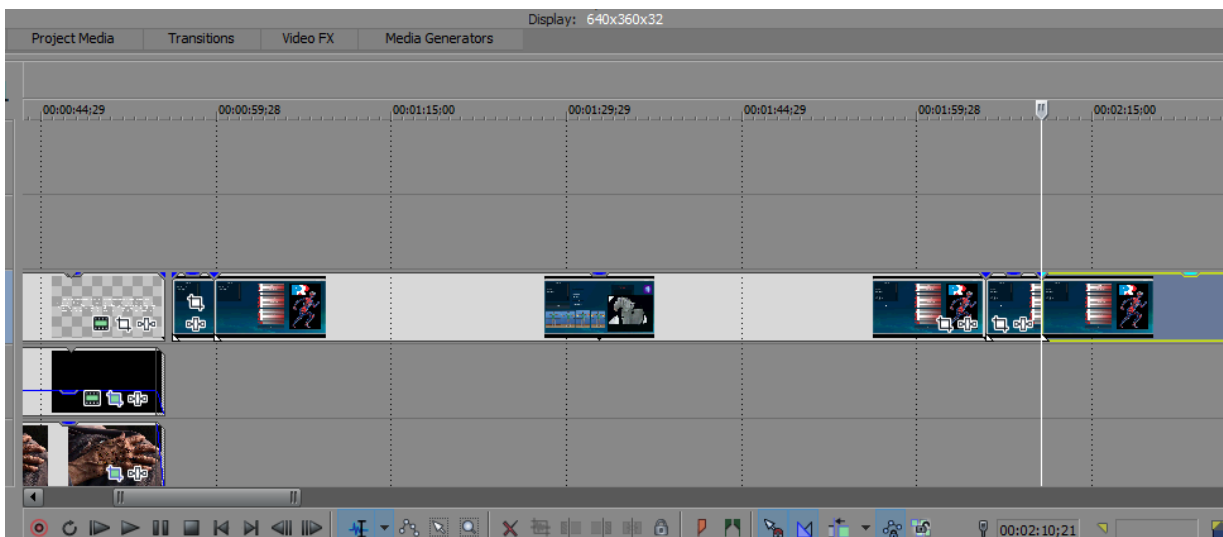 Display: 640x360x32
Project Media Transitions Video FX Media Generators
00:00:44;29 00:00:59;28 00:01:15;00 00:01:29;29 00:01:44;29 00:01:59;28 00:02:15;00
00:02:10;21